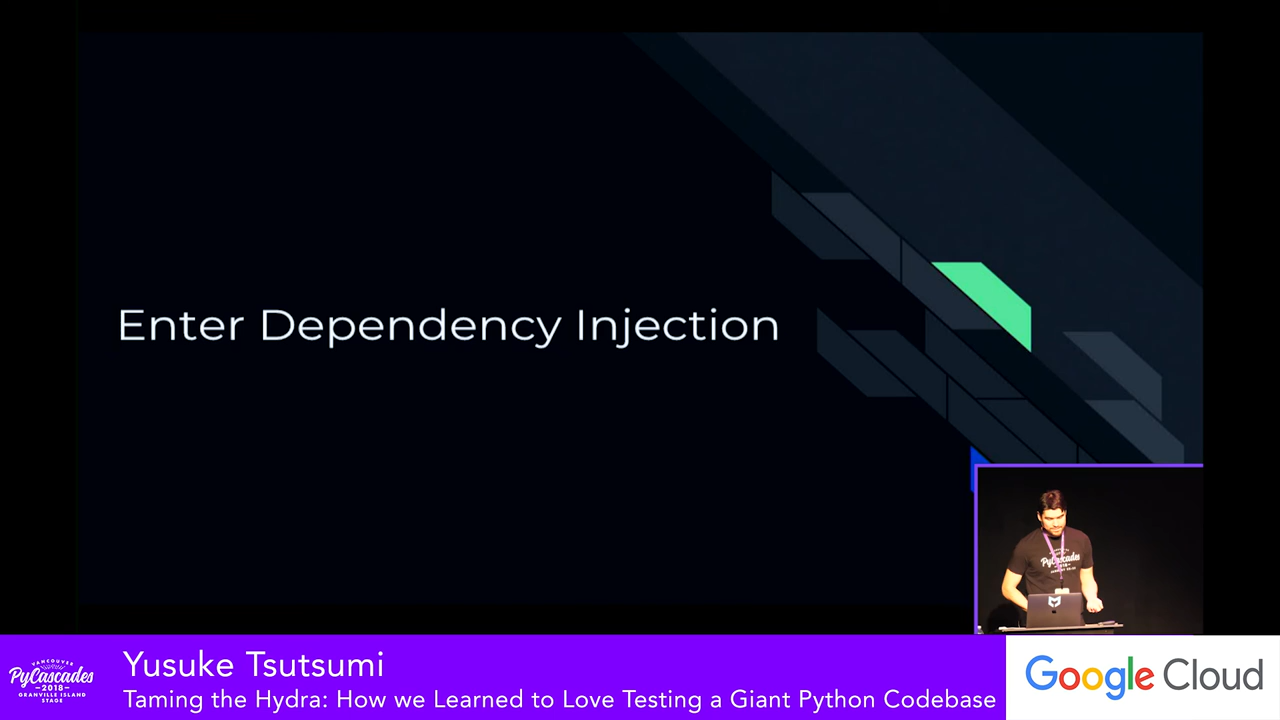 Enter Dependency Injection
PyCascades
VANCOUVER
PyCascades
2018
GRANVILLE ISLAND
STAGE
Yusuke Tsutsumi
Taming the Hydra: How we Learned to Love Testing a Giant Python Codebase
Google Cloud